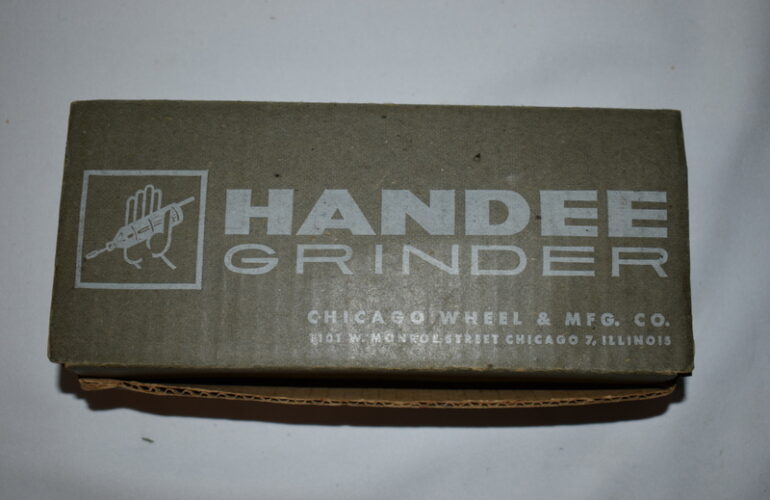 HANDEE
GRINDER
CHICAGO WHEEL & MFG. CO.
1101 W. MONROE STREET CHICAGO 7, ILLINOIS